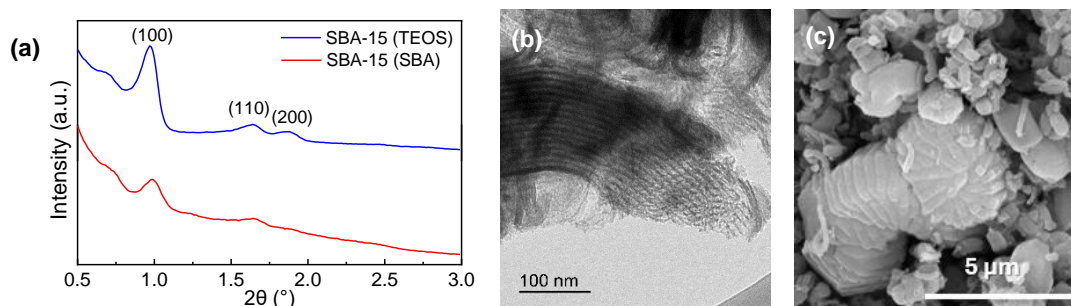 (a)
(100)
SBA-15 (TEOS)
SBA-15 (SBA)
(110)
(200)
Intensity (a.u.)
0.5 1.0 1.5 2.0 2.5 3.0
2θ (°)
(b)
100 nm
(c)
5 μm